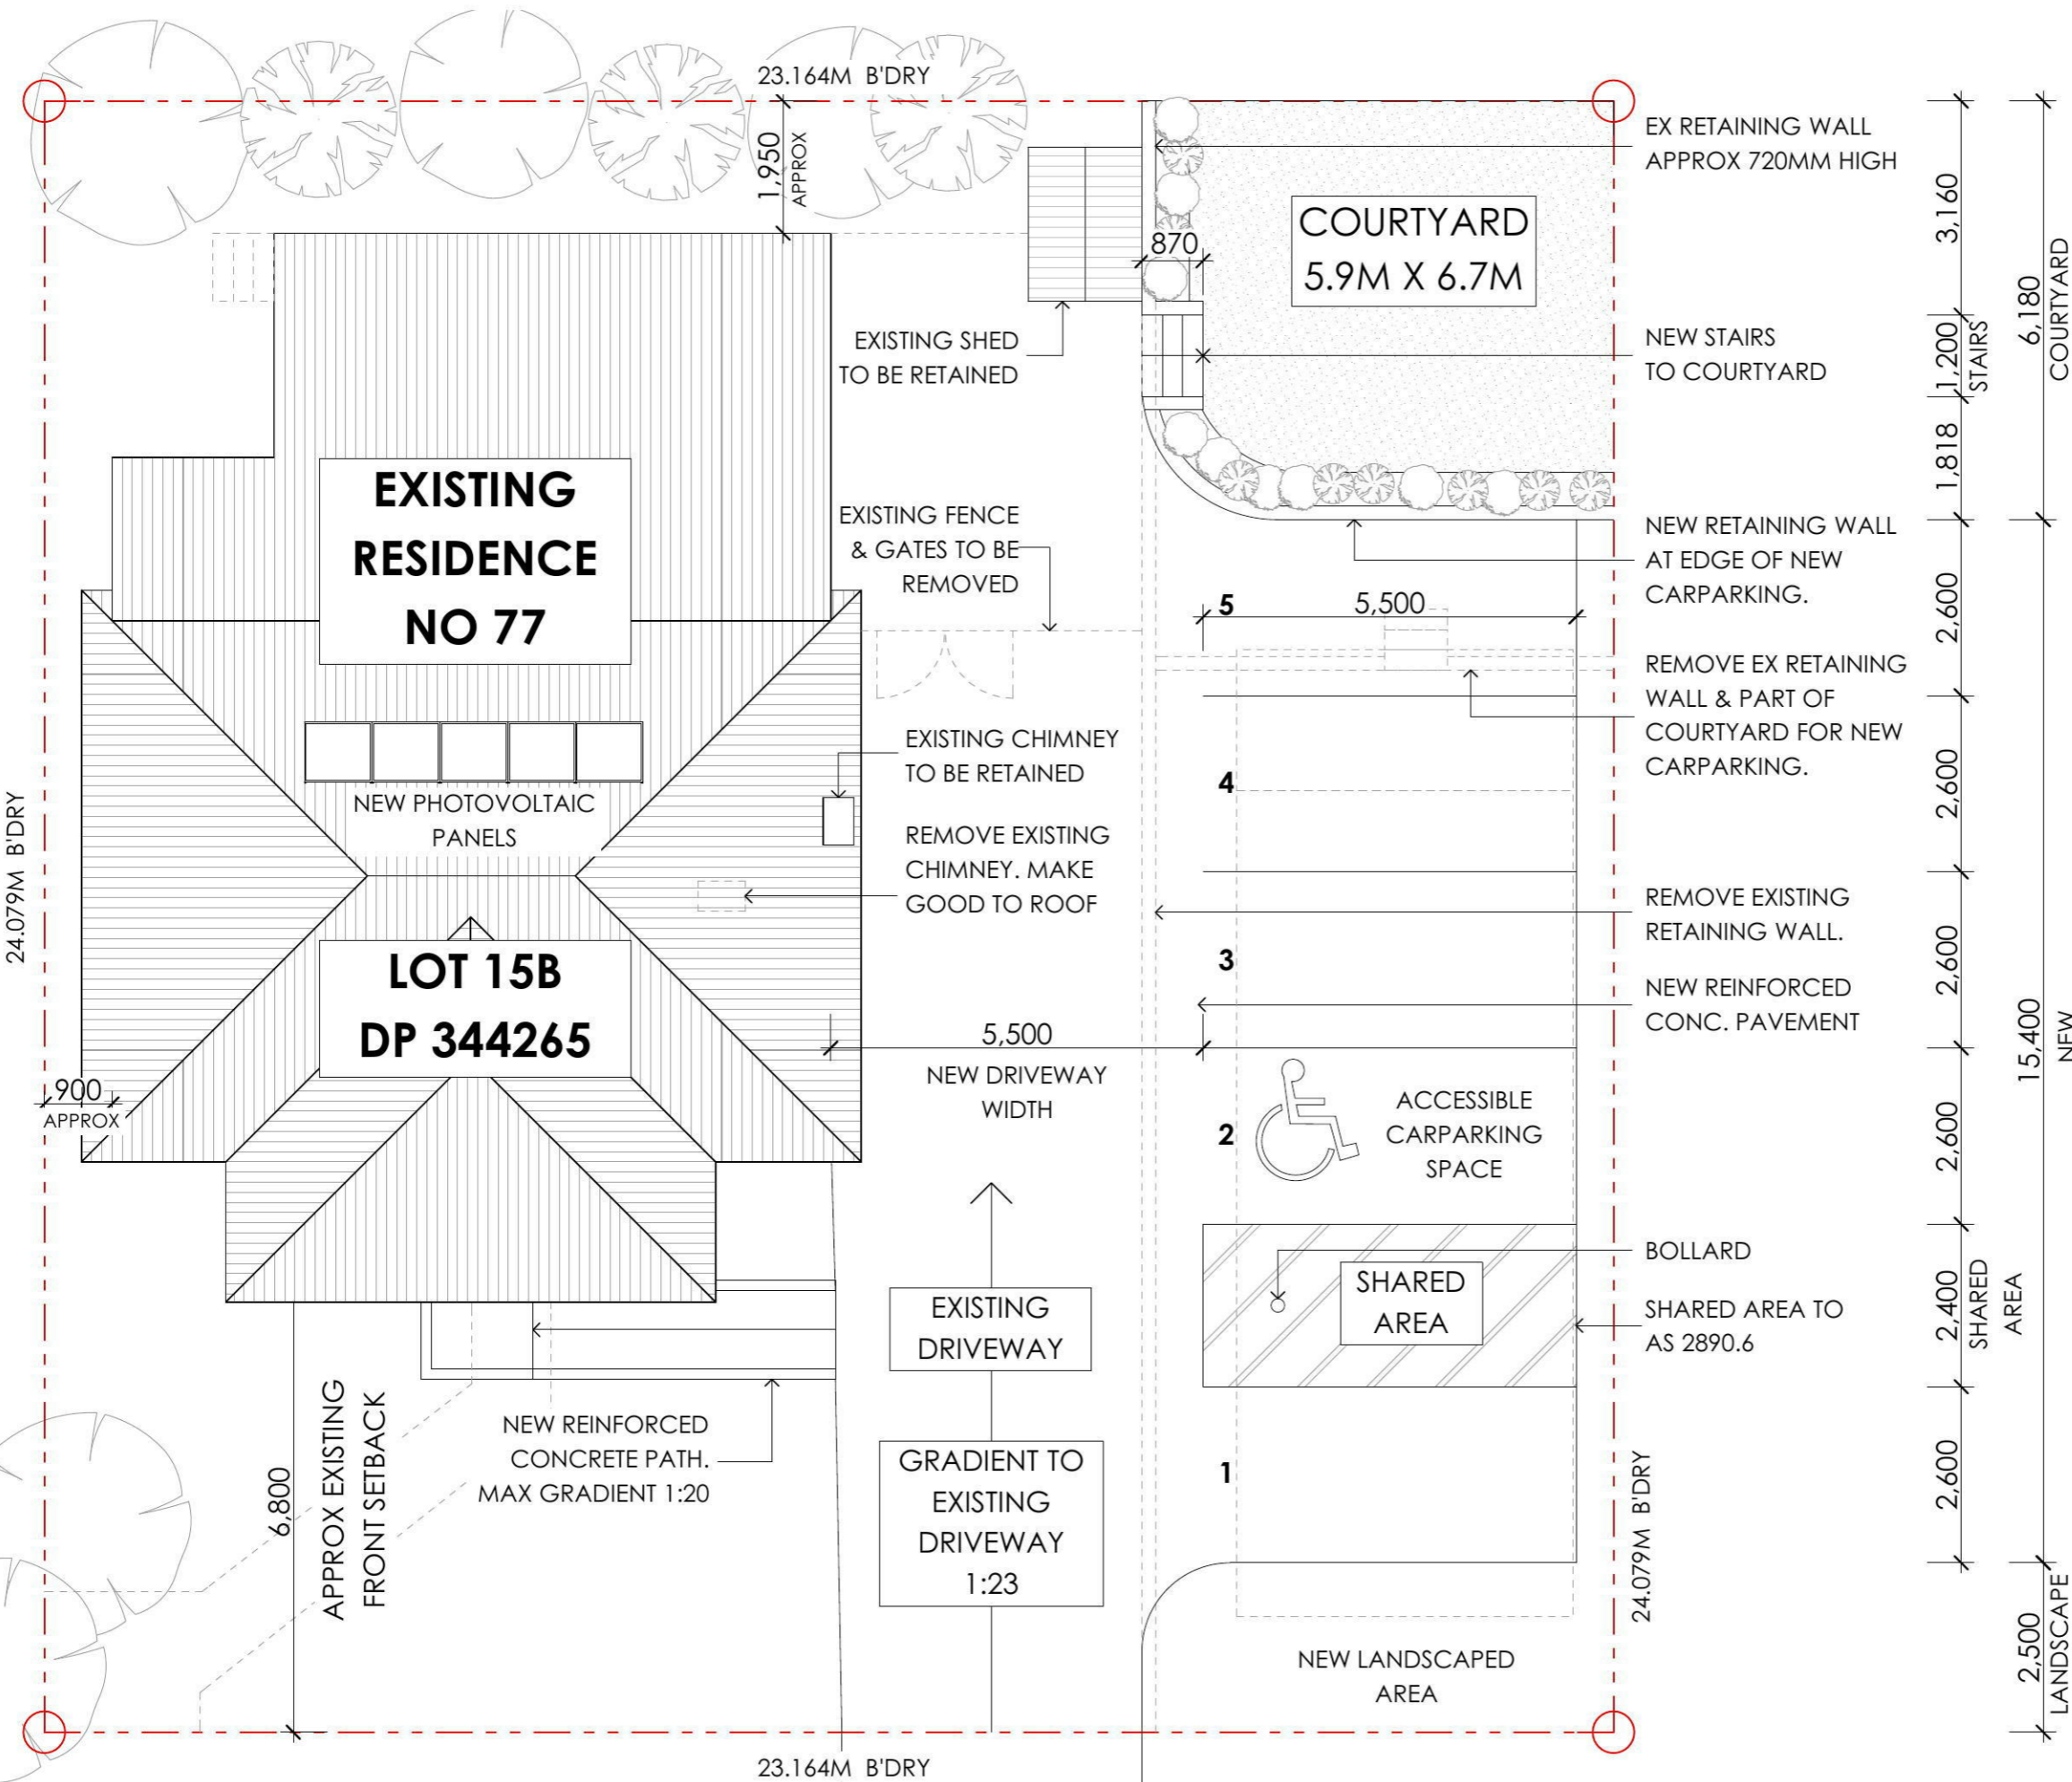 23.164M B'DRY
1,950
APPROX
EX RETAINING WALL
APPROX 720MM HIGH
COURTYARD
5.9M X 6.7M
870
3,160
6,180
COURTYARD
EXISTING SHED
TO BE RETAINED
NEW STAIRS
TO COURTYARD
1,200
STAIRS
1,818
EXISTING
RESIDENCE
NO 77
EXISTING FENCE
& GATES TO BE
REMOVED
NEW RETAINING WALL
AT EDGE OF NEW
CARPARKING.
5
5,500
2,600
REMOVE EX RETAINING
WALL & PART OF
COURTYARD FOR NEW
CARPARKING.
EXISTING CHIMNEY
TO BE RETAINED
4
2,600
NEW PHOTOVOLTAIC
PANELS
REMOVE EXISTING
CHIMNEY. MAKE
GOOD TO ROOF
24.079M B'DRY
REMOVE EXISTING
RETAINING WALL.
LOT 15B
DP 344265
3
2,600
NEW REINFORCED
CONC. PAVEMENT
15,400
NEW
AREA
5,500
NEW DRIVEWAY
WIDTH
900
APPROX
2
ACCESSIBLE
CARPARKING
SPACE
2,600
BOLLARD
SHARED
AREA
SHARED AREA TO
AS 2890.6
2,400
SHARED
EXISTING
DRIVEWAY
6,800
APPROX EXISTING
FRONT SETBACK
NEW REINFORCED
CONCRETE PATH.
MAX GRADIENT 1:20
GRADIENT TO
EXISTING
DRIVEWAY
1:23
1
2,600
24.079M B'DRY
NEW LANDSCAPED
AREA
2,500
LANDSCAPE
23.164M B'DRY